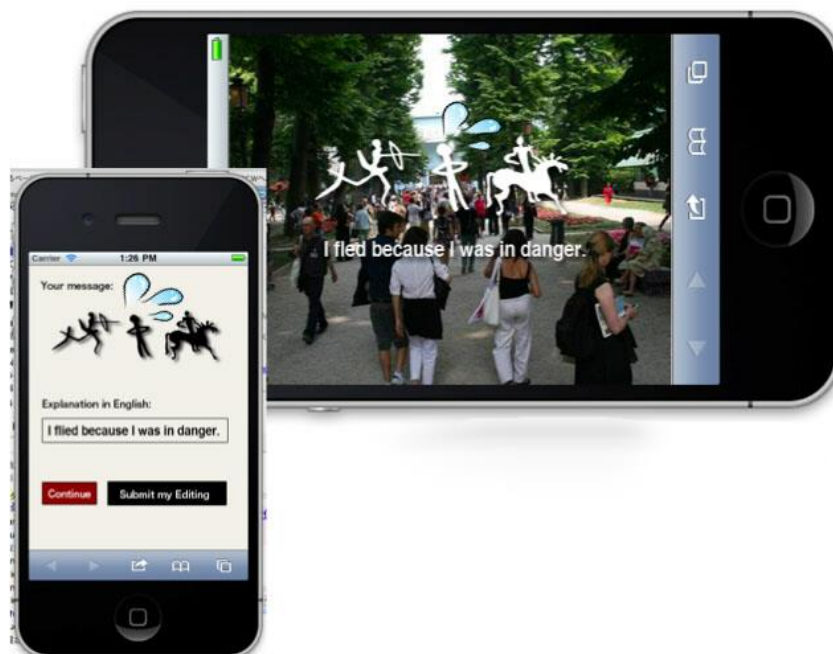 I fled because I was in danger.
Carrier 1:26 PM
Your message:
Explanation in English:
I flied because I was in danger.
Continue Submit my Editing